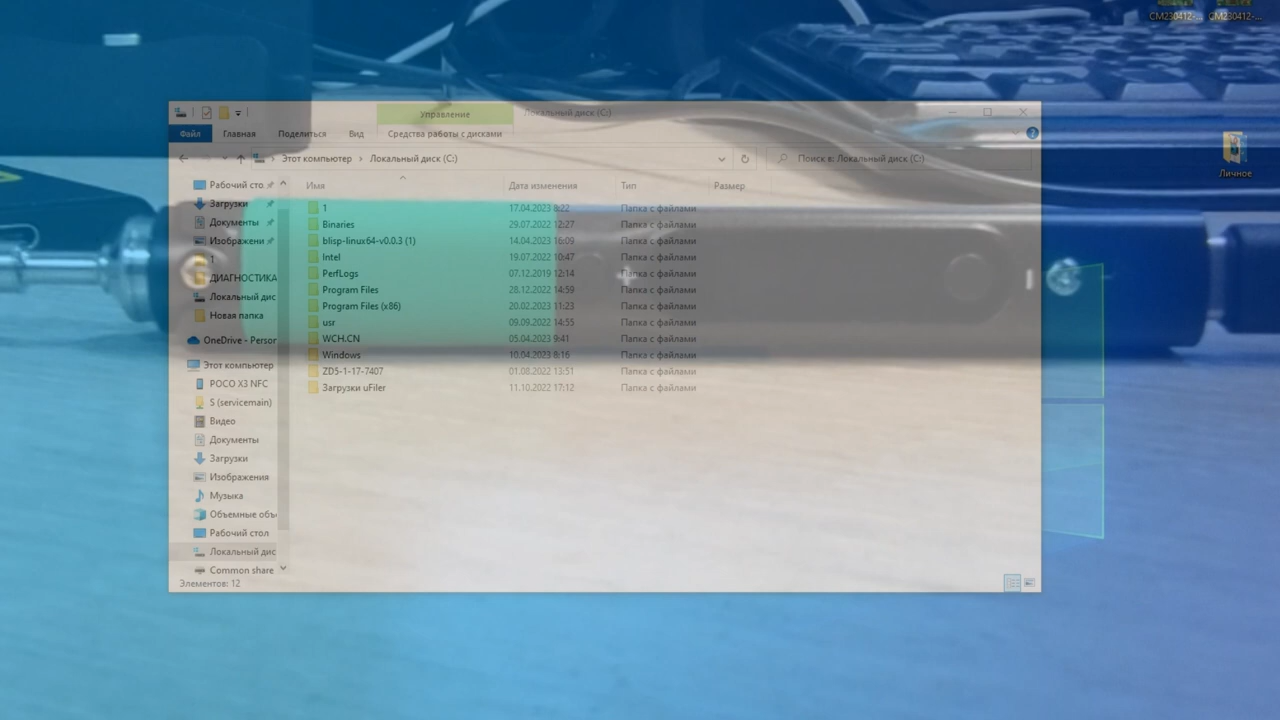 CM230412-... CM230412-...
Управление Локальный диск (C:)
Файл Главная Поделиться Вид Средства работы с дисками
Этот компьютер Локальный диск (C:) Поиск в: Локальный диск (C:)
Личное
Имя Дата изменения Тип Размер
Рабочий сто
Загрузки
Документы
Изображени
1
ДИАГНОСТИКА
Локальный дис
Новая папка
OneDrive - Person
Этот компьютер
POCO X3 NFC
S (servicemain)
Видео
Документы
Загрузки
Изображения
Музыка
Объемные объ
Рабочий стол
Локальный дис
Common share
1 17.04.2023 8:22 Папка с файлами
Binaries 29.07.2022 12:27 Папка с файлами
blisp-linux64-v0.0.3 (1) 14.04.2023 16:09 Папка с файлами
Intel 19.07.2022 10:47 Папка с файлами
PerfLogs 07.12.2019 12:14 Папка с файлами
Program Files 28.12.2022 14:59 Папка с файлами
Program Files (x86) 20.02.2023 11:23 Папка с файлами
usr 09.09.2022 14:55 Папка с файлами
WCH.CN 05.04.2023 9:41 Папка с файлами
Windows 10.04.2023 8:16 Папка с файлами
ZD5-1-17-7407 01.08.2022 13:51 Папка с файлами
Загрузки uFiler 11.10.2022 17:12 Папка с файлами
Элементов: 12